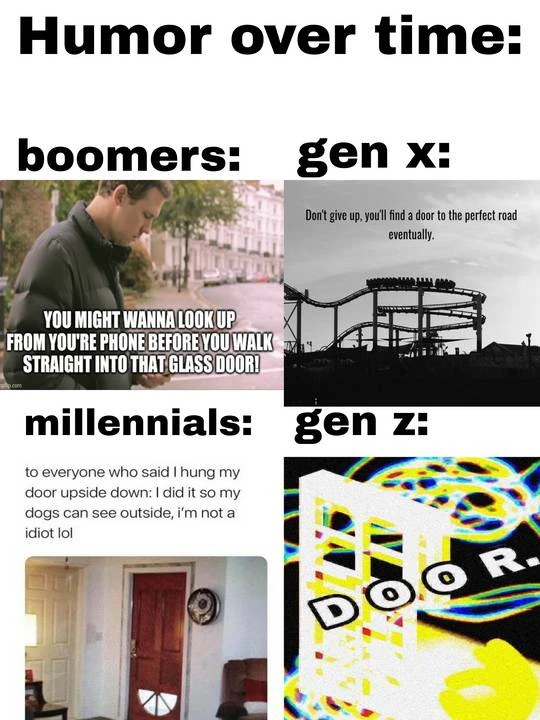 Humor over time:
boomers:
gen x:
YOU MIGHT WANNA LOOK UP
FROM YOU'RE PHONE BEFORE YOU WALK
STRAIGHT INTO THAT GLASS DOOR!
Don't give up, you'll find a door to the perfect road
eventually.
millennials:
gen z:
to everyone who said I hung my
door upside down: I did it so my
dogs can see outside, i'm not a
idiot lol
DOOR.